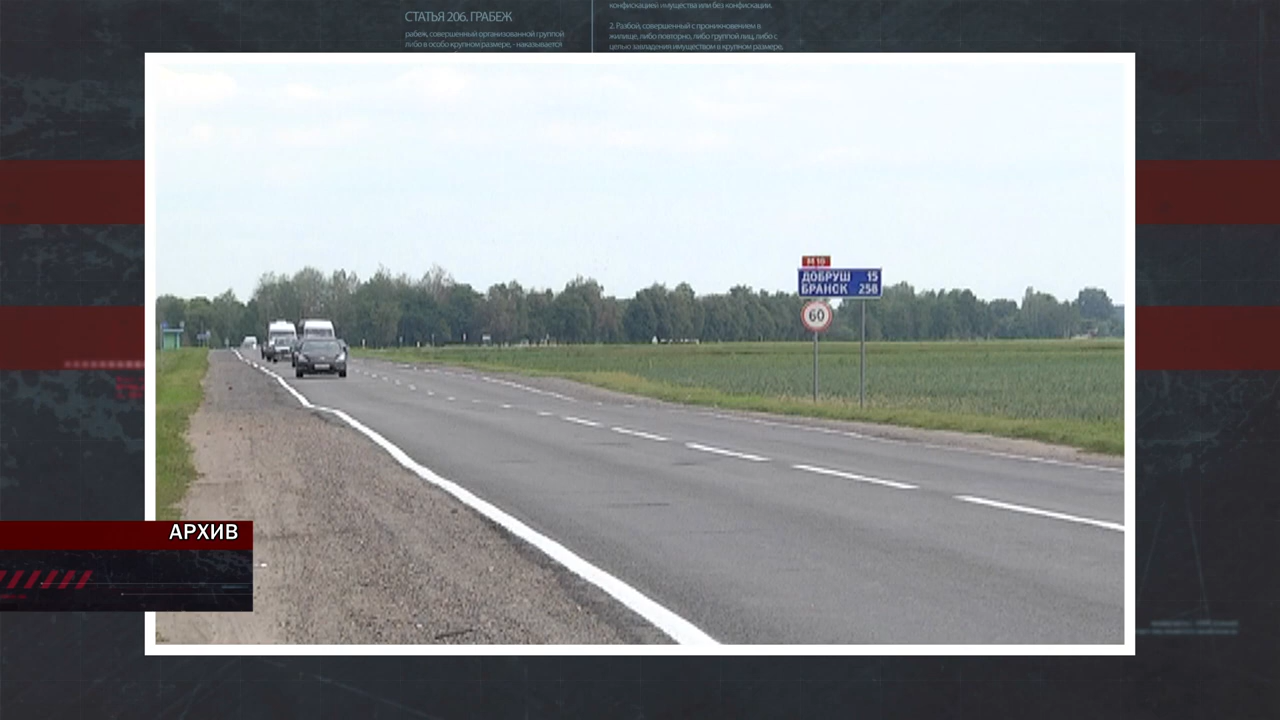 СТАТЬЯ 206. ГРАБЕЖ
рабеж, совершенный организованной группой
либо в особо крупном размере, - наказывается
конфискацией имущества или без конфискации.
2. Разбой, совершенный с проникновением в
жилище, либо повторно, либо группой лиц, либо с
целью завладения имуществом в крупном размере,
М 10
ДОБРУШ 15
БРАНСК 258
60
АРХИВ